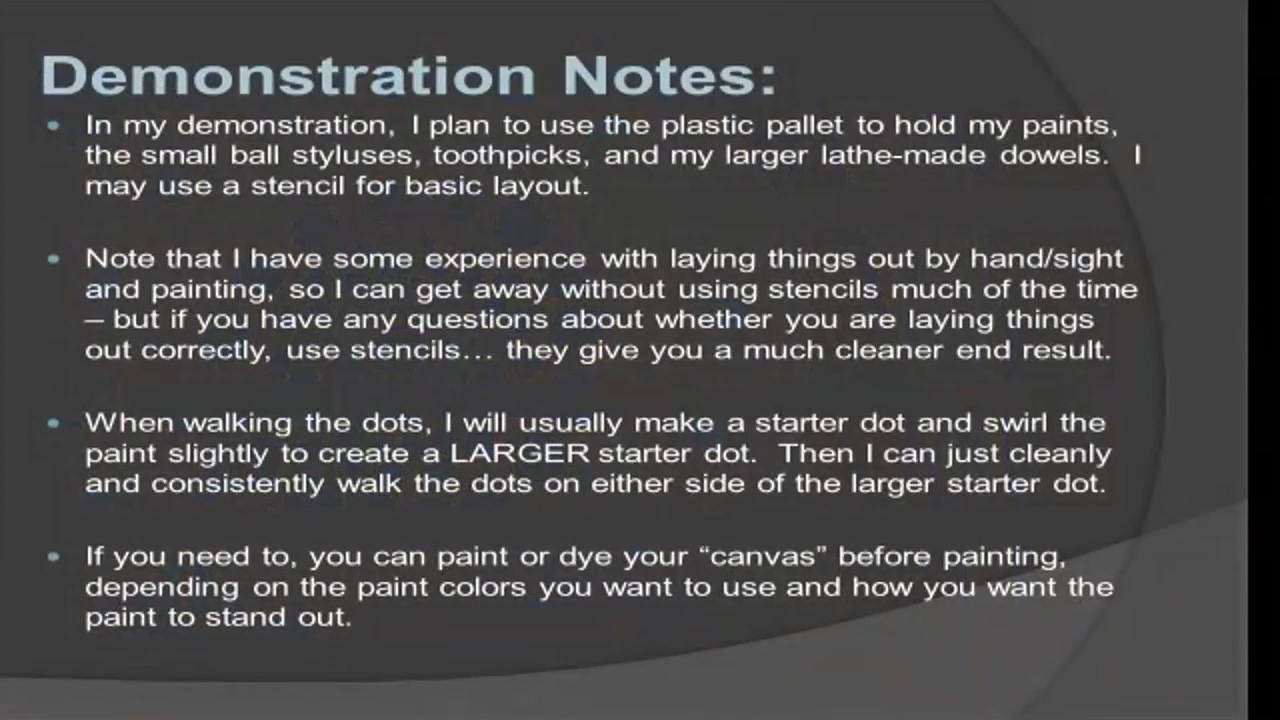 Demonstration Notes:
• In my demonstration, I plan to use the plastic pallet to hold my paints,
the small ball styluses, toothpicks, and my larger lathe-made dowels. I
may use a stencil for basic layout.
• Note that I have some experience with laying things out by hand/sight
and painting, so I can get away without using stencils much of the time
– but if you have any questions about whether you are laying things
out correctly, use stencils… they give you a much cleaner end result.
• When walking the dots, I will usually make a starter dot and swirl the
paint slightly to create a LARGER starter dot. Then I can just cleanly
and consistently walk the dots on either side of the larger starter dot.
• If you need to, you can paint or dye your “canvas” before painting,
depending on the paint colors you want to use and how you want the
paint to stand out.